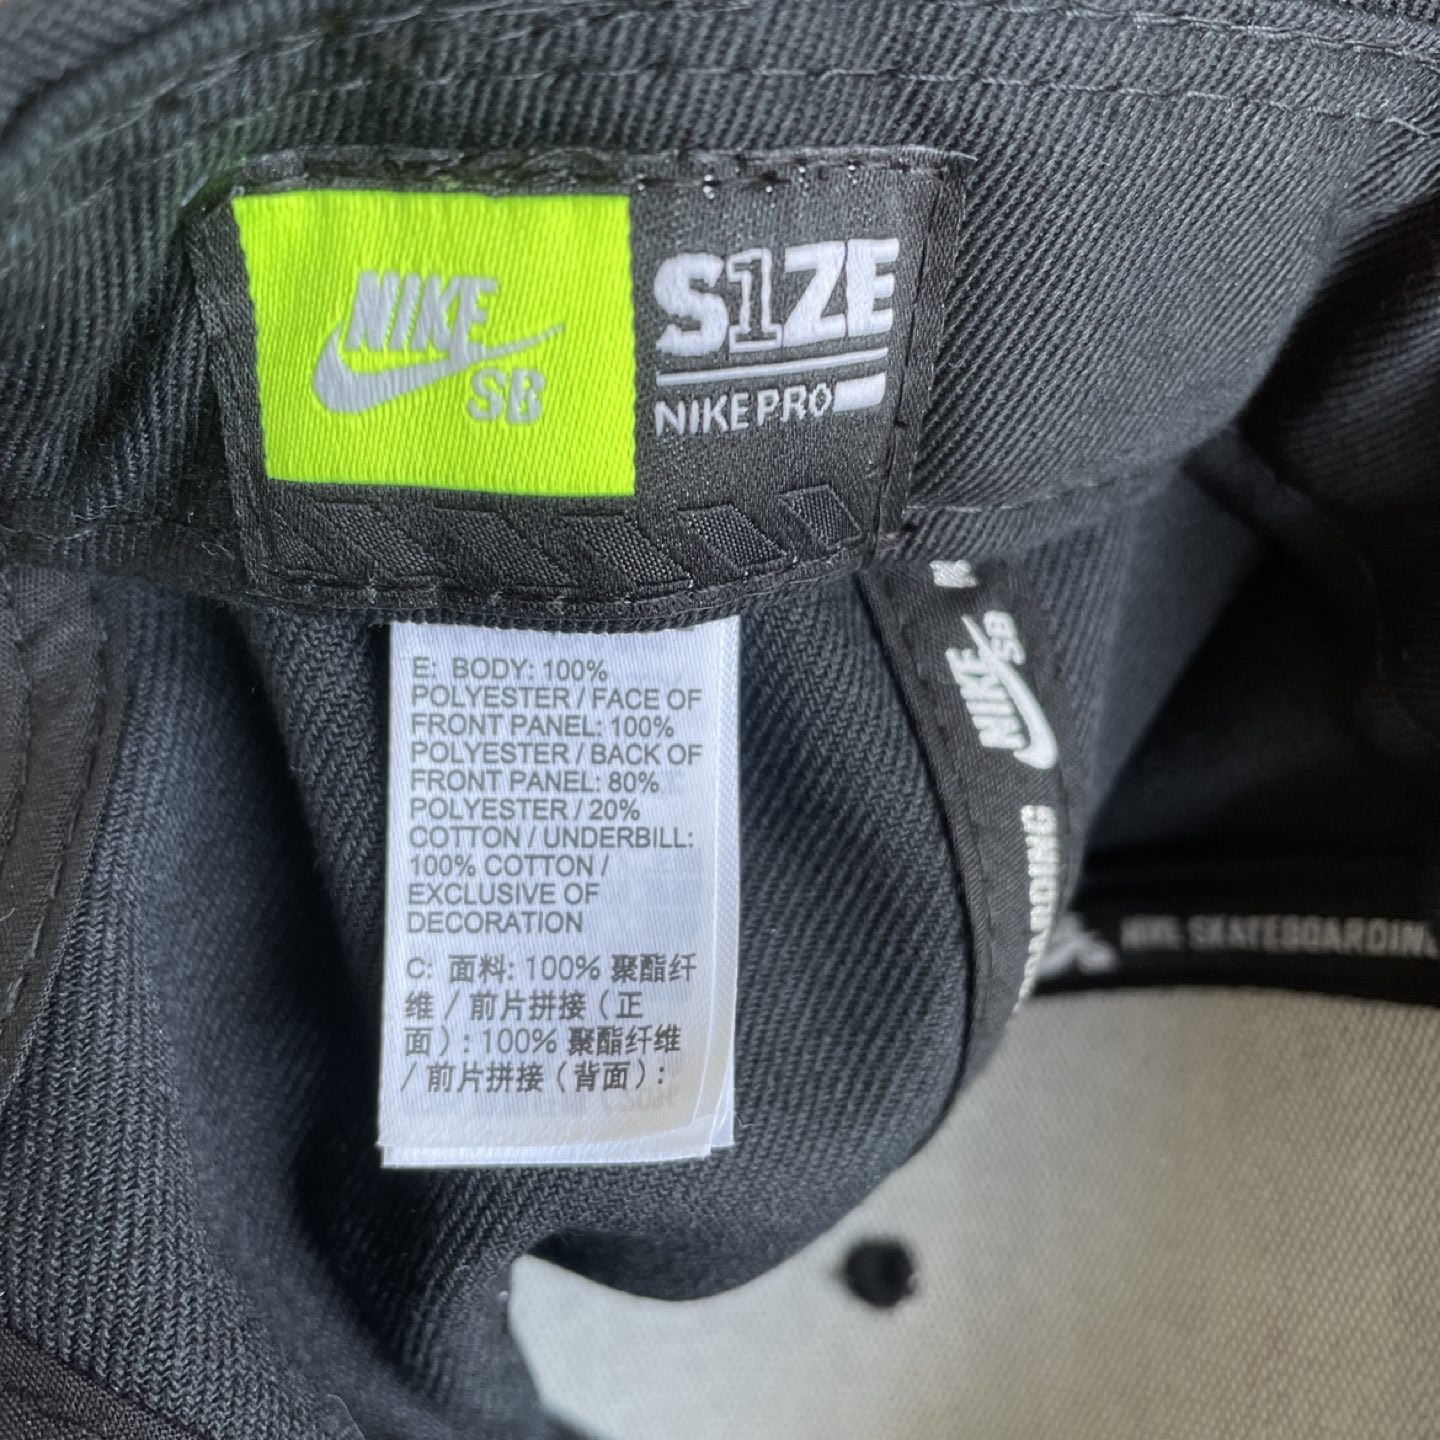 NIKE
SB
S1ZE
NIKE PRO
E: BODY: 100%
POLYESTER / FACE OF
FRONT PANEL: 100%
POLYESTER / BACK OF
FRONT PANEL: 80%
POLYESTER / 20%
COTTON / UNDERBILL:
100% COTTON /
EXCLUSIVE OF
DECORATION
C: 面料: 100% 聚酯纤
维 / 前片拼接 (正
面) : 100% 聚酯纤维
/ 前片拼接 (背面) :
NIKE
SB
NIKE SKATEBOARDIN